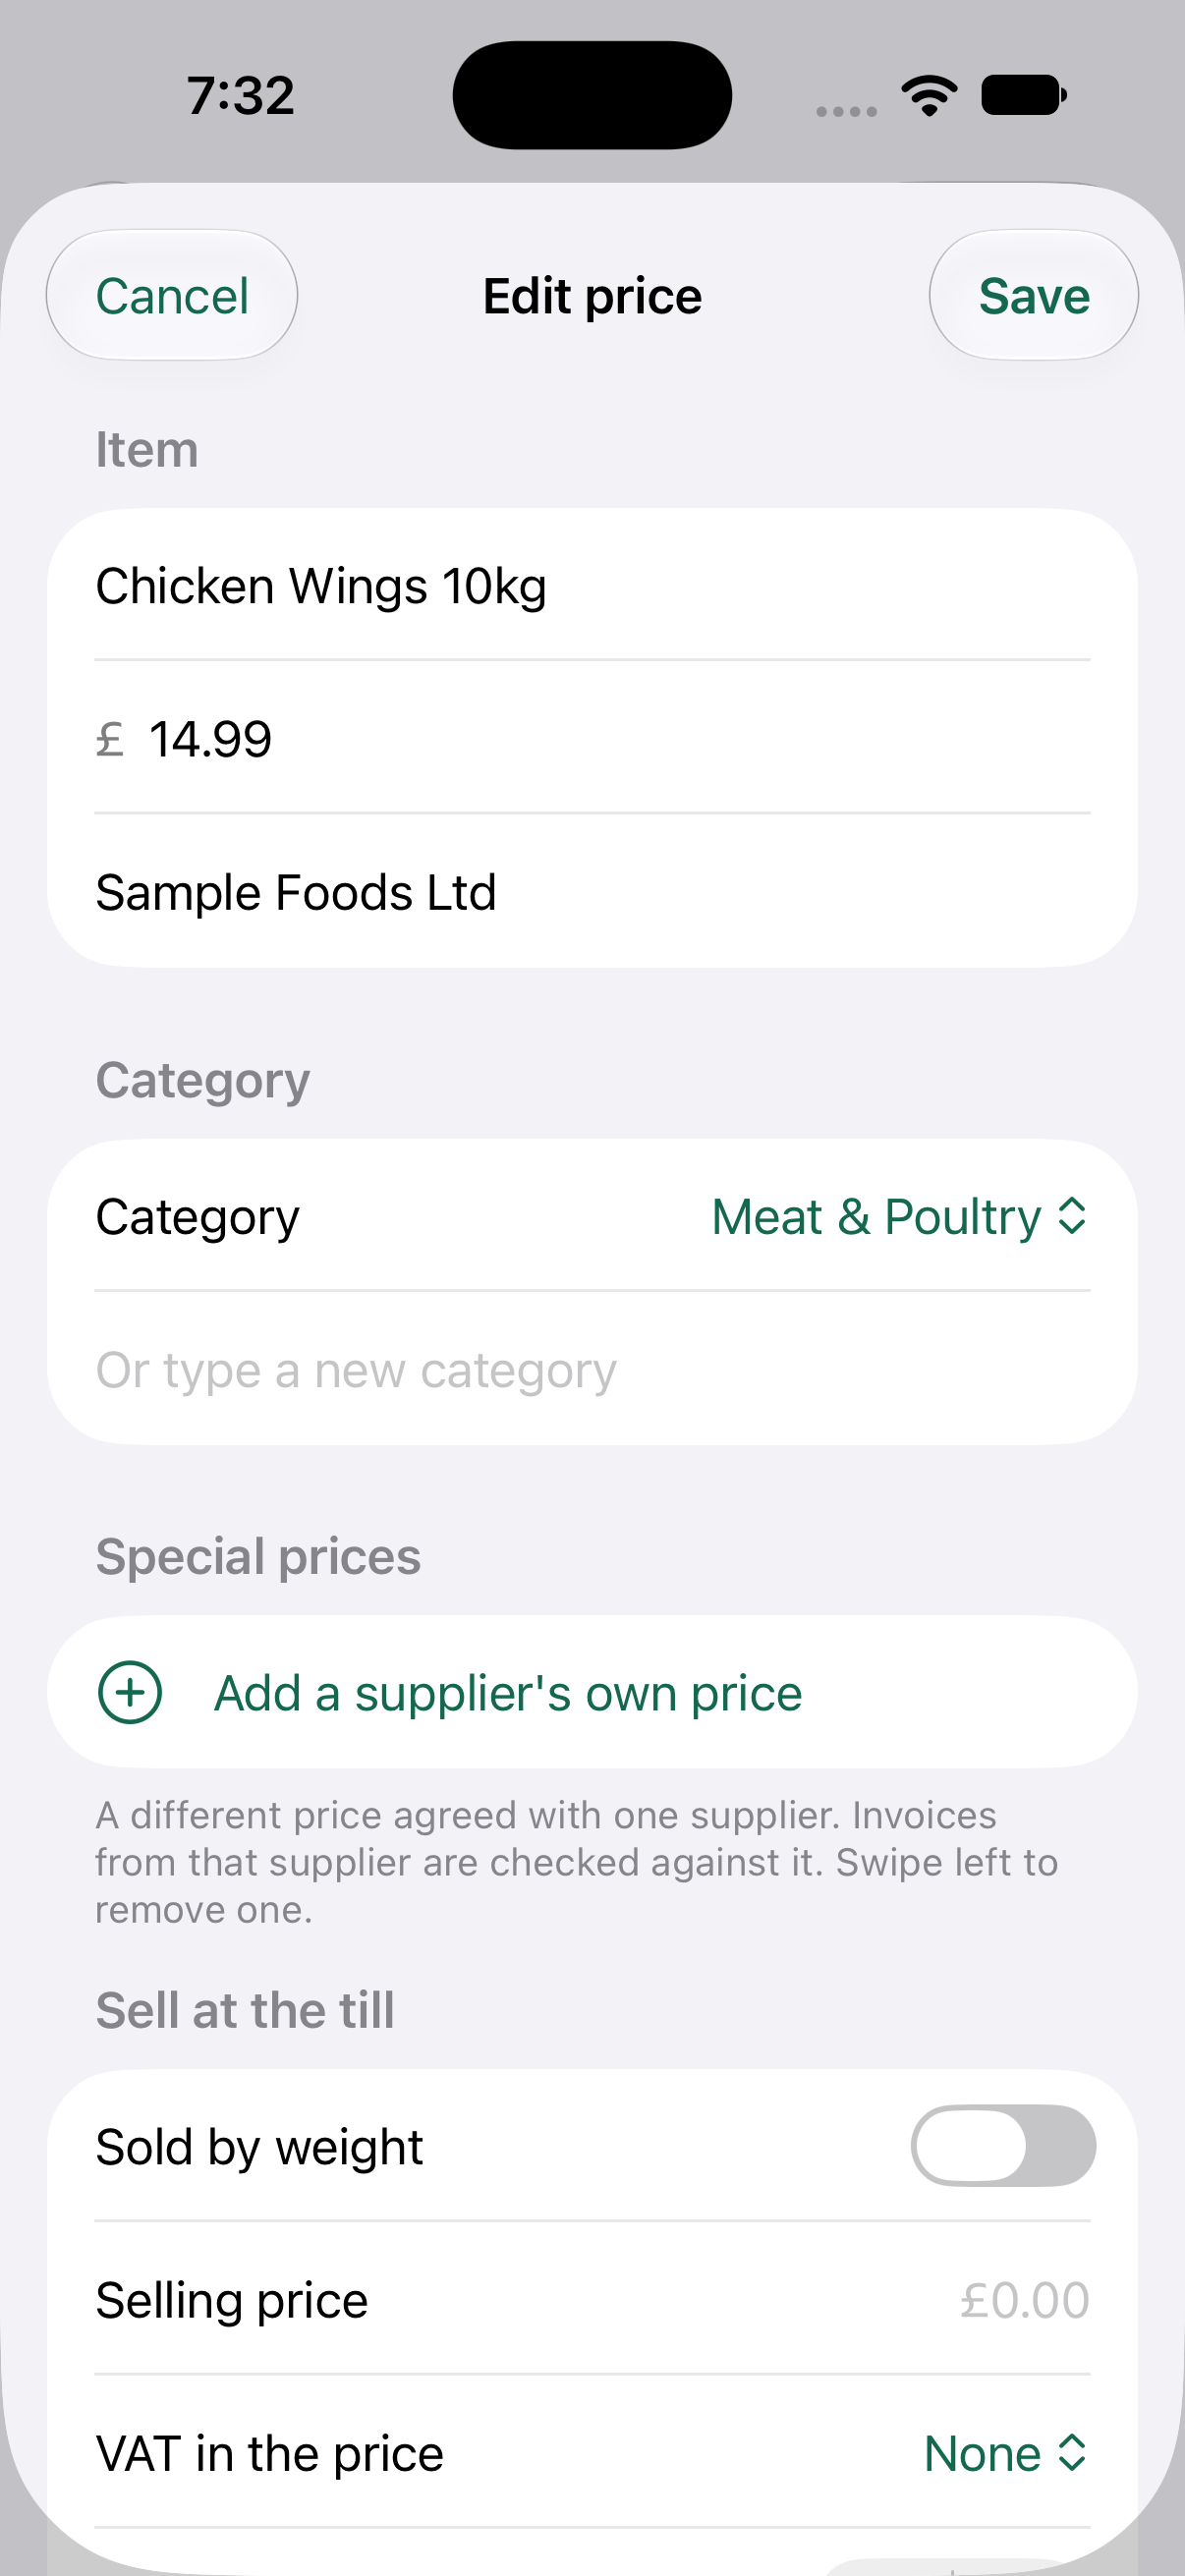 7:32
Cancel
Edit price
Save
Item
Chicken Wings 10kg
£ 14.99
Sample Foods Ltd
Category
Category
Meat & Poultry
Or type a new category
Special prices
Add a supplier's own price
A different price agreed with one supplier. Invoices
from that supplier are checked against it. Swipe left to
remove one.
Sell at the till
Sold by weight
Selling price
£0.00
VAT in the price
None